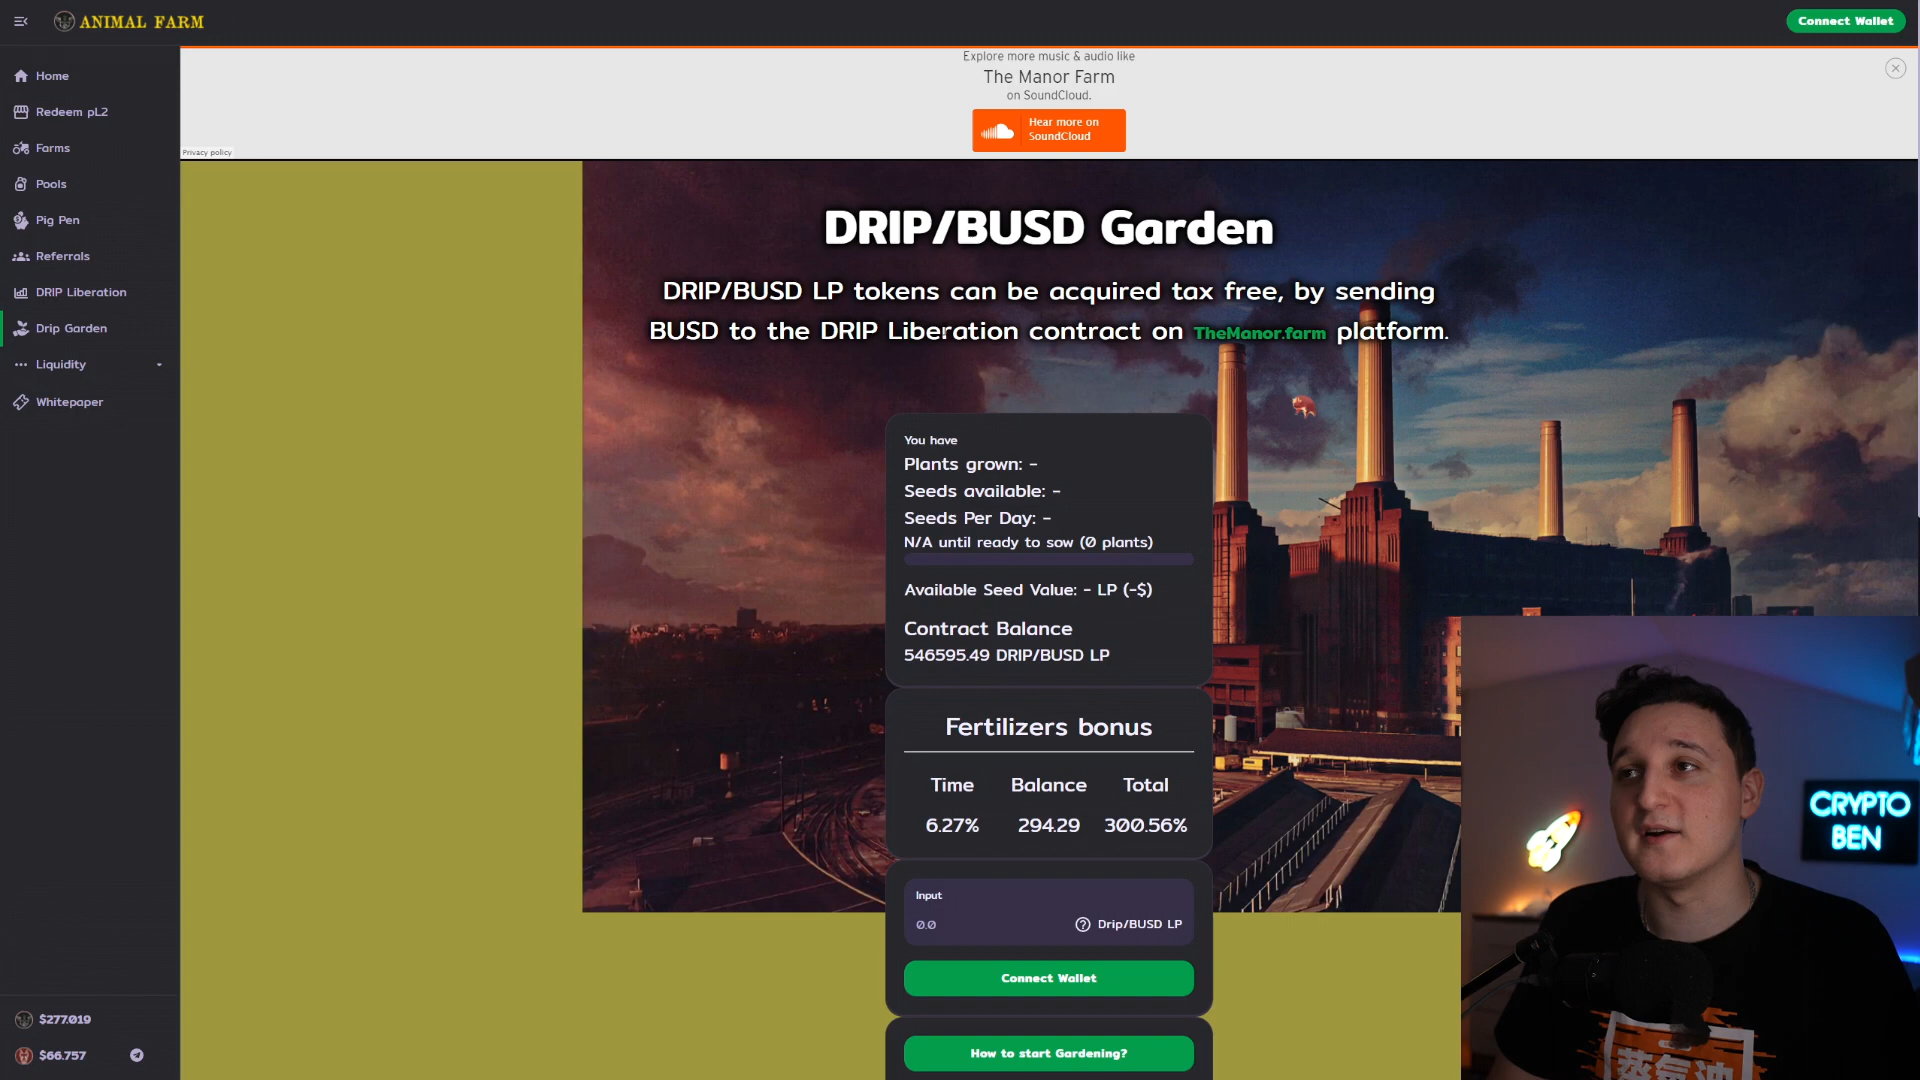 ANIMAL FARM
Connect Wallet
Home
Redeem pL2
Farms
Pools
Pig Pen
Referrals
DRIP Liberation
Drip Garden
Liquidity
Whitepaper
$277.019
$66.757
Explore more music & audio like
The Manor Farm
on SoundCloud.
Hear more on
SoundCloud
Privacy policy
DRIP/BUSD Garden
DRIP/BUSD LP tokens can be acquired tax free, by sending
BUSD to the DRIP Liberation contract on TheManor.farm platform.
You have
Plants grown: -
Seeds available: -
Seeds Per Day: -
N/A until ready to sow (0 plants)
Available Seed Value: - LP (-$)
Contract Balance
546595.49 DRIP/BUSD LP
Fertilizers bonus
Time Balance Total
6.27% 294.29 300.56%
Input
0.0 Drip/BUSD LP
Connect Wallet
How to start Gardening?
CRYPTO
BEN
蒸気波